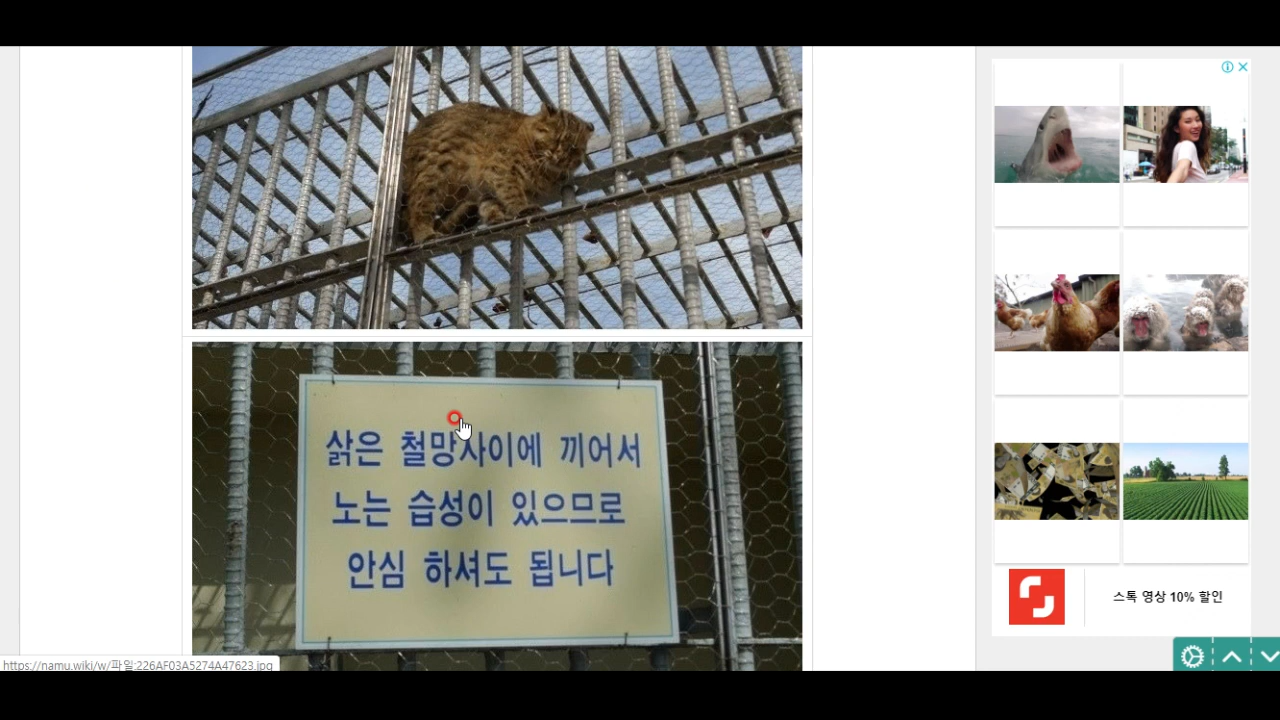 삵은 철망사이에 끼어서
노는 습성이 있으므로
안심 하셔도 됩니다
스톡 영상 10% 할인
https://namu.wiki/w/파일:226AF03A5274A47623.jpg